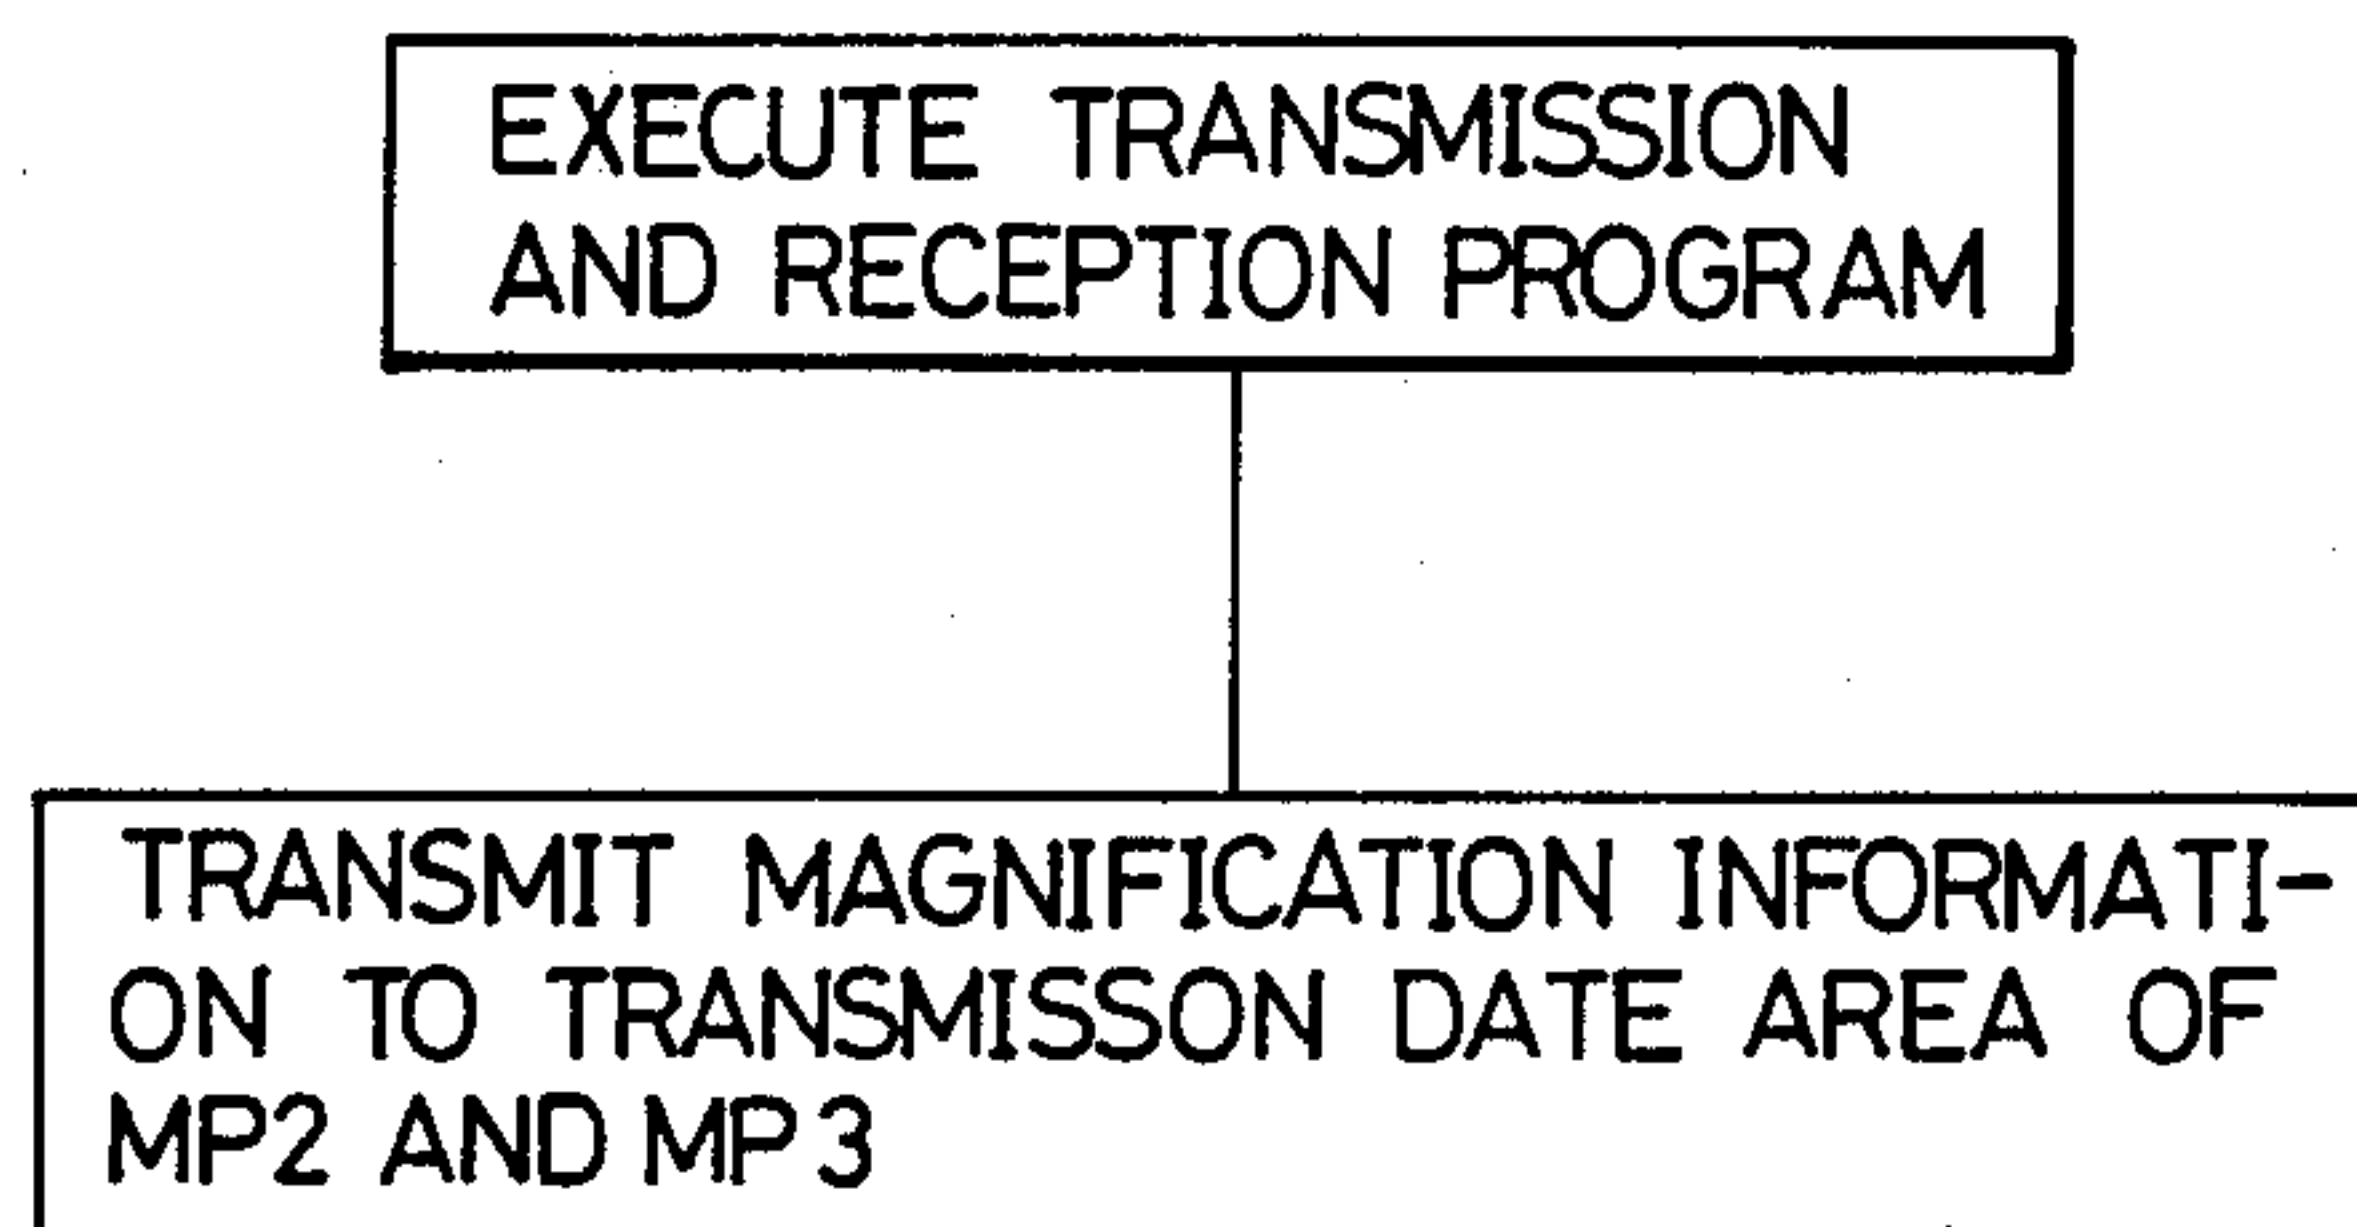 EXECUTE TRANSMISSION
AND RECEPTION PROGRAM
TRANSMIT MAGNIFICATION INFORMATI-
ON TO TRANSMISSON DATE AREA OF
MP2 AND MP3